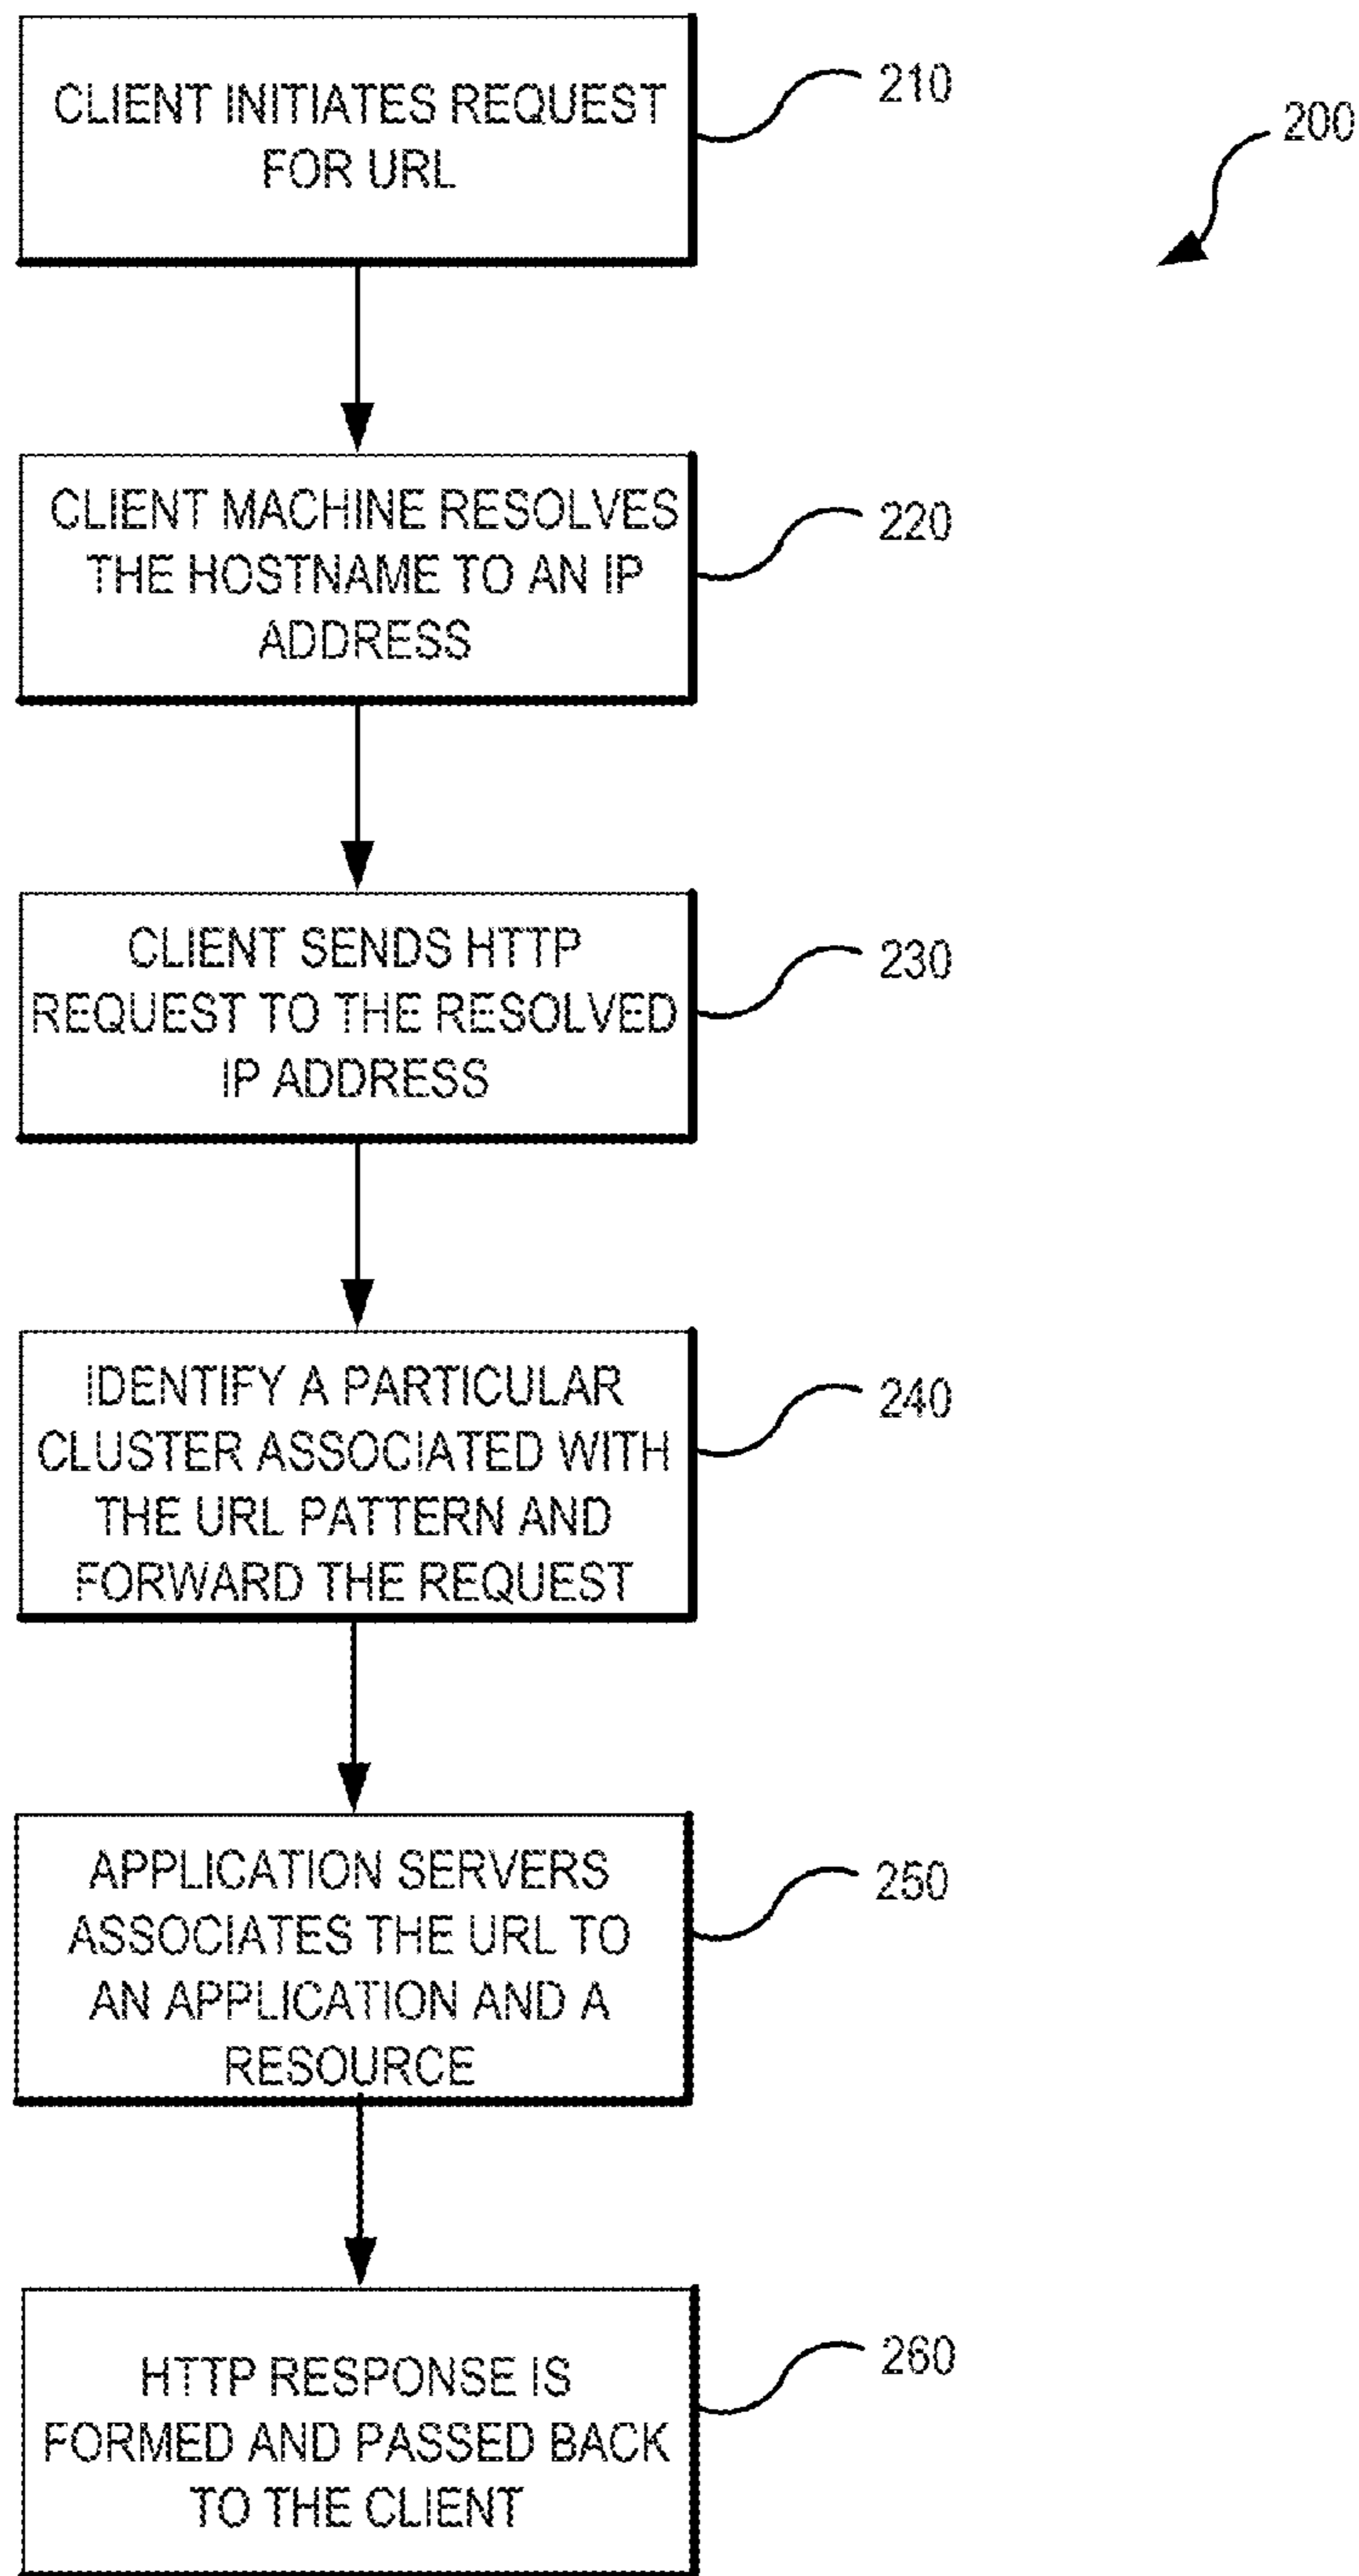 CLIENT INITIATES REQUEST
FOR URL
210
200
CLIENT MACHINE RESOLVES
THE HOSTNAME TO AN IP
ADDRESS
220
CLIENT SENDS HTTP
REQUEST TO THE RESOLVED
IP ADDRESS
230
IDENTIFY A PARTICULAR
CLUSTER ASSOCIATED WITH
THE URL PATTERN AND
FORWARD THE REQUEST
240
APPLICATION SERVERS
ASSOCIATES THE URL TO
AN APPLICATION AND A
RESOURCE
250
HTTP RESPONSE IS
FORMED AND PASSED BACK
TO THE CLIENT
260